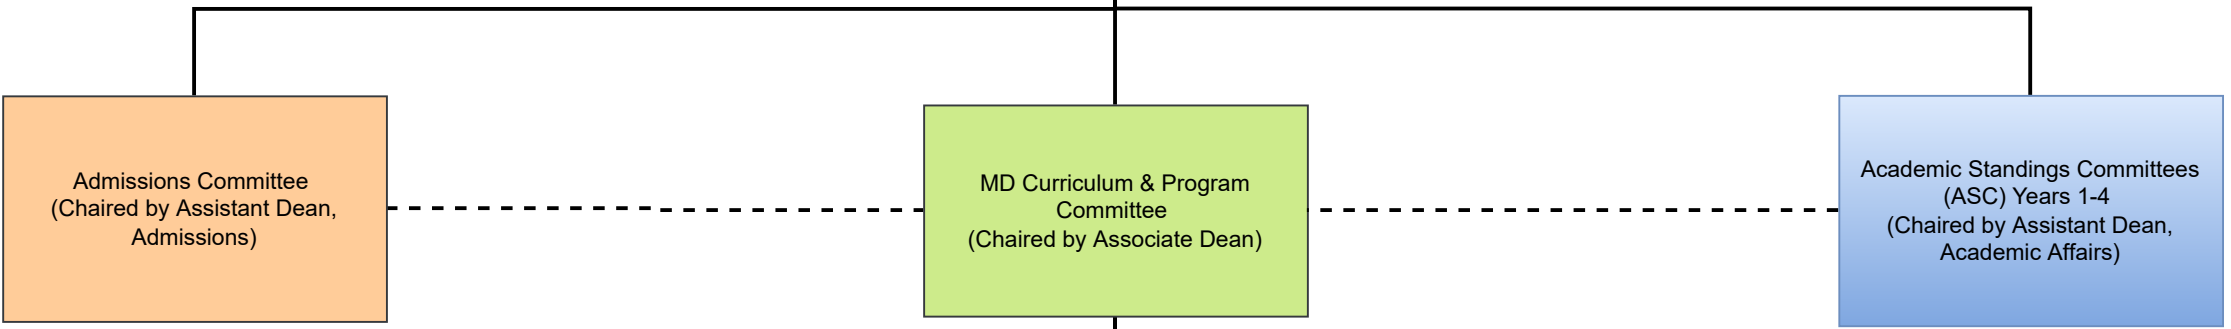 Admissions Committee
(Chaired by Assistant Dean,
Admissions)
MD Curriculum & Program
Committee
(Chaired by Associate Dean)
Academic Standings Committees
(ASC) Years 1-4
(Chaired by Assistant Dean,
Academic Affairs)